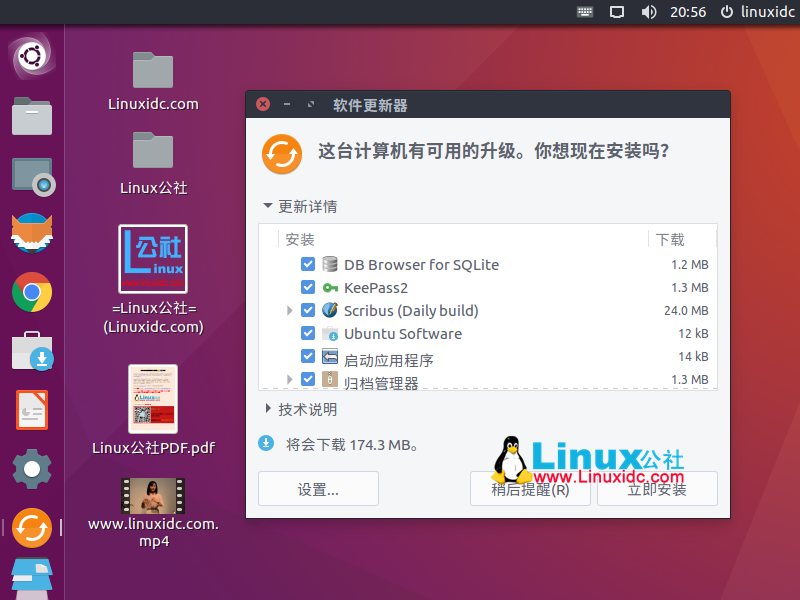 20:56 linuxidc
Linuxidc.com
Linux公社
L公社
inux
=Linux公社=
(Linuxidc.com)
Linux公社PDF.pdf
www.linuxidc.com.
mp4
软件更新器
这台计算机有可用的升级。你想现在安装吗?
更新详情
安装 下载
DB Browser for SQLite 1.2 MB
KeePass2 1.3 MB
Scribus (Daily build) 24.0 MB
Ubuntu Software 12 kB
启动应用程序 14 kB
归档管理器 1.3 MB
技术说明
将会下载 174.3 MB。
Linux公社
www.Linuxidc.com
设置... 稍后提醒(R) 立即安装